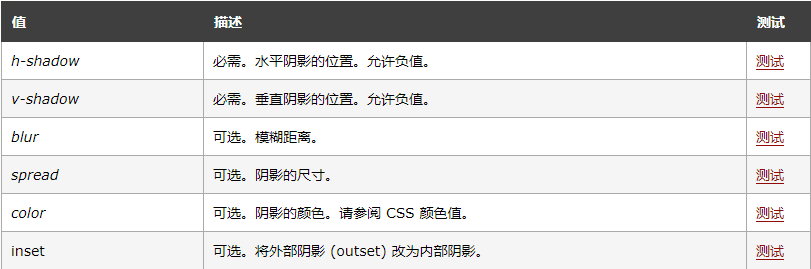 值 描述 测试
h-shadow 必需。水平阴影的位置。允许负值。 测试
v-shadow 必需。垂直阴影的位置。允许负值。 测试
blur 可选。模糊距离。 测试
spread 可选。阴影的尺寸。 测试
color 可选。阴影的颜色。请参阅 CSS 颜色值。 测试
inset 可选。将外部阴影 (outset) 改为内部阴影。 测试